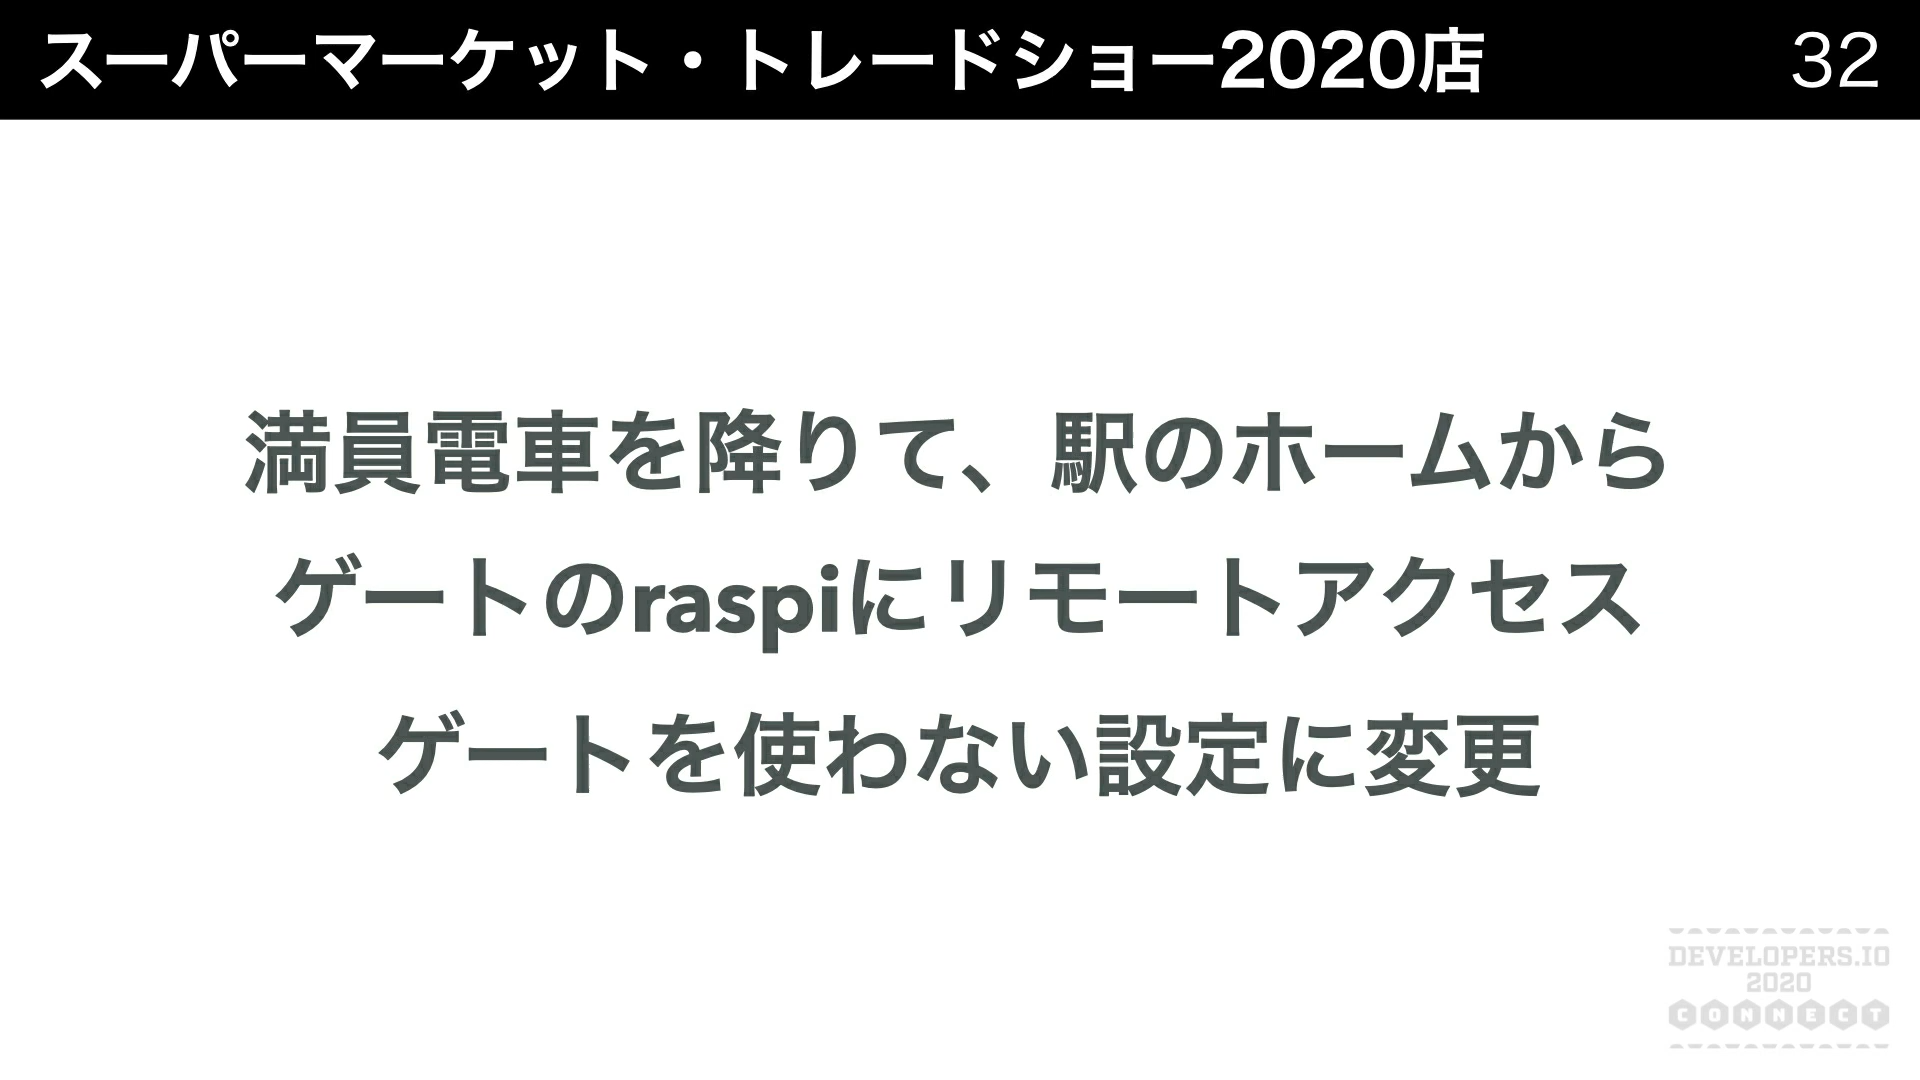 スーパーマーケット・トレードショー2020店
32
満員電車を降りて、駅のホームから
ゲートのraspiにリモートアクセス
ゲートを使わない設定に変更
DEVELOPERS.IO
2020
CONNECT